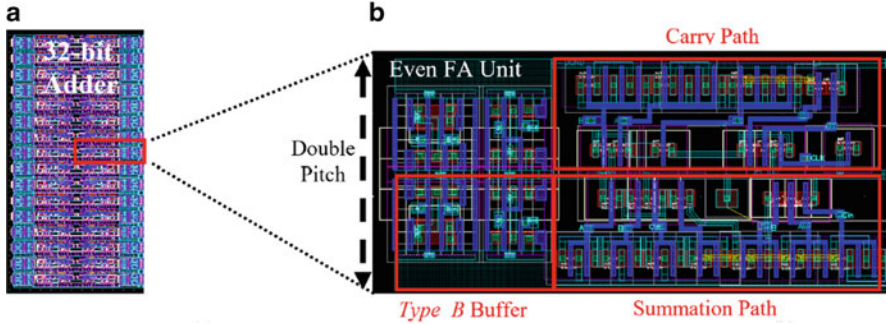 a
32-bit
Adder
b
Carry Path
Even FA Unit
Double
Pitch
Type B Buffer
Summation Path